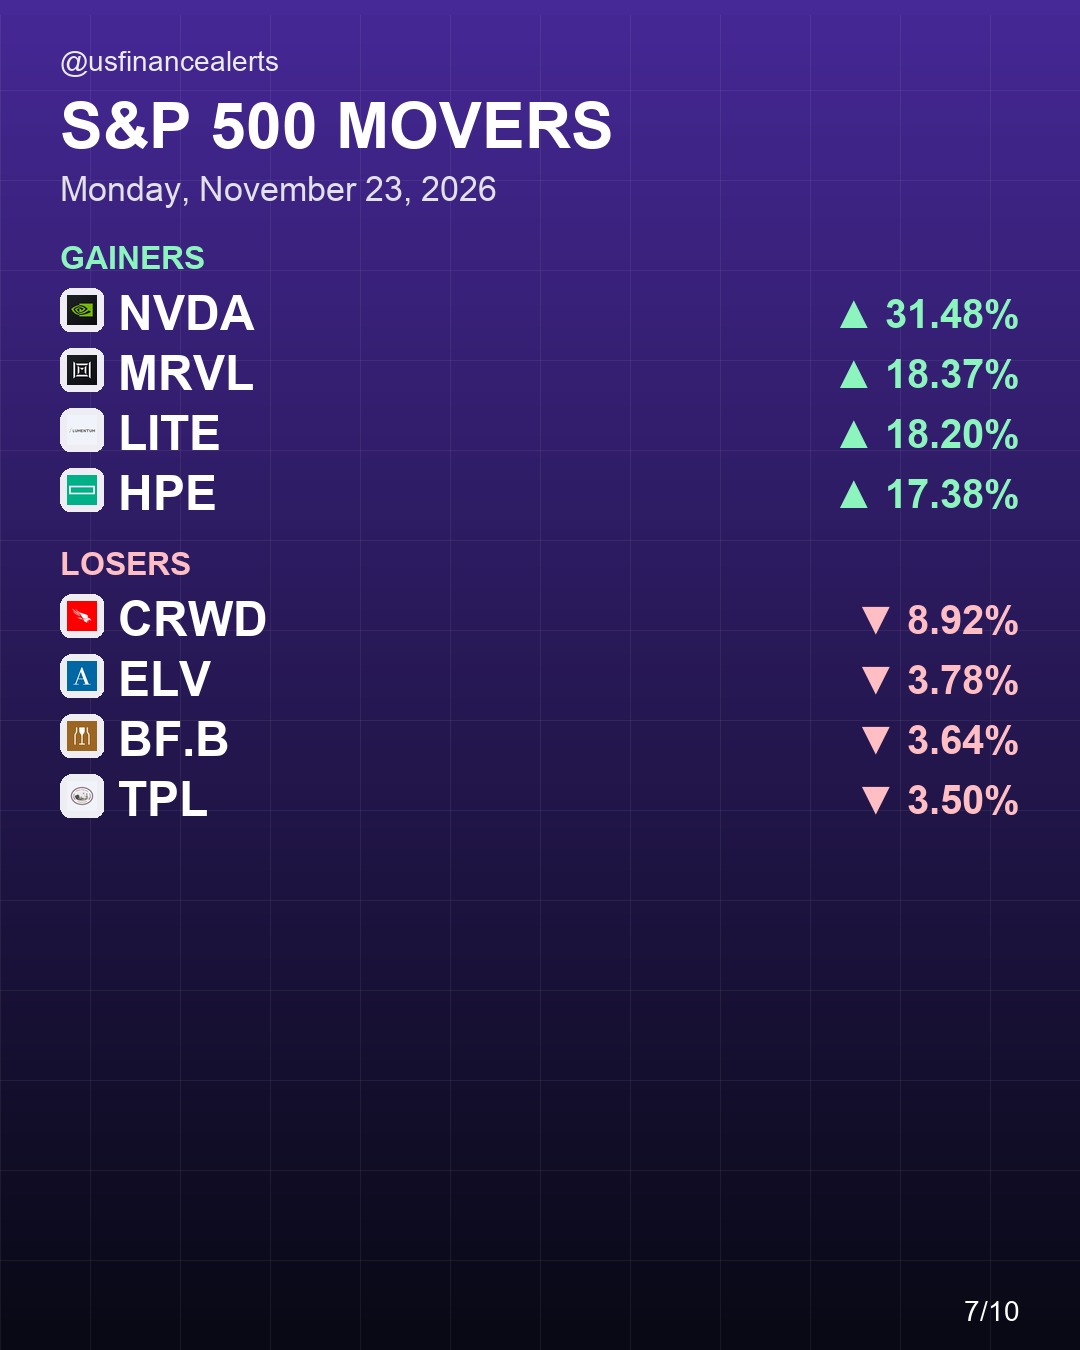 @usfinancealerts
S&P 500 MOVERS
Monday, November 23, 2026
GAINERS
NVDA ▲ 31.48%
MRVL ▲ 18.37%
LUMENTUM LITE ▲ 18.20%
HPE ▲ 17.38%
LOSERS
CRWD ▼ 8.92%
A ELV ▼ 3.78%
BF.B ▼ 3.64%
TPL ▼ 3.50%
7/10